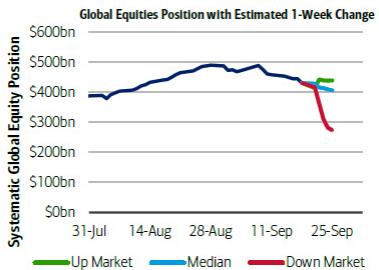 Global Equities Position with Estimated 1-Week Change
Systematic Global Equity Position
$600bn
$500bn
$400bn
$300bn
$200bn
$100bn
$0bn
31-Jul 14-Aug 28-Aug 11-Sep 25-Sep
Up Market Median Down Market